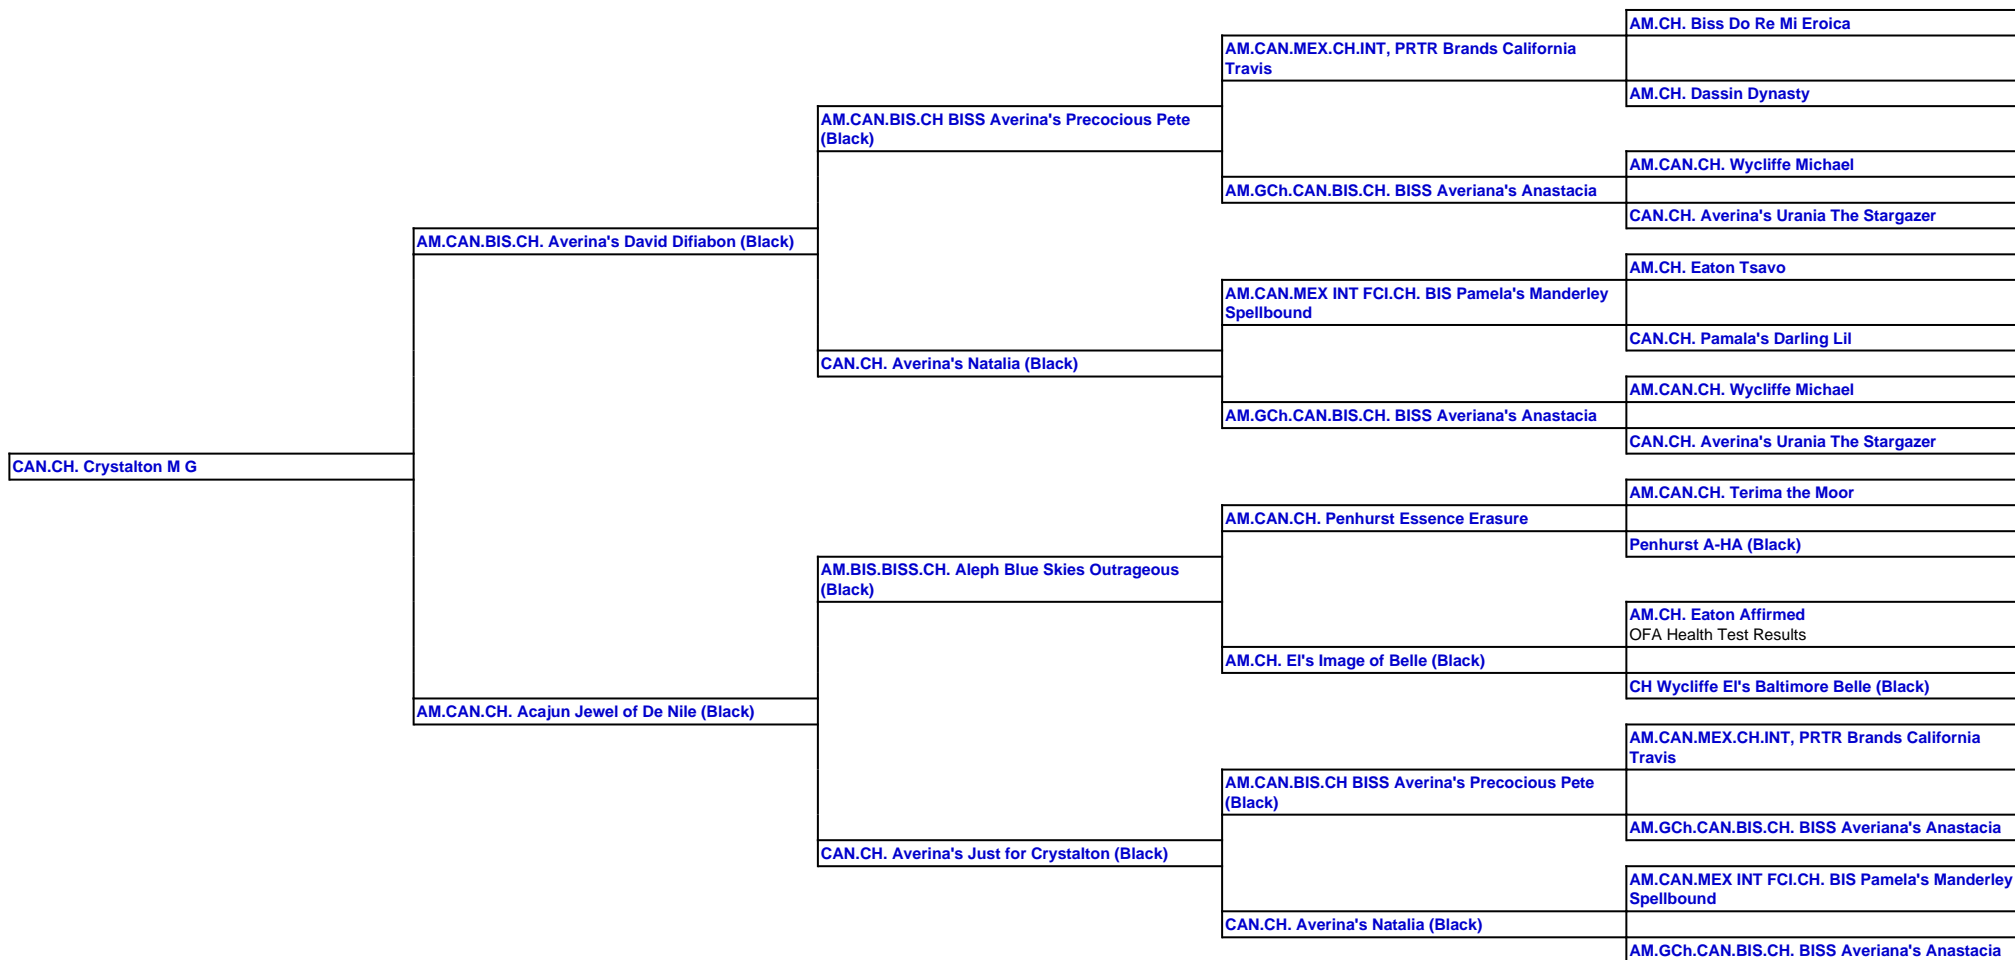 AM.CH. Biss Do Re Mi Eroica
AM.CAN.MEX.CH.INT, PRTR Brands California
Travis
AM.CH. Dassin Dynasty
AM.CAN.BIS.CH BISS Averina's Precocious Pete
(Black)
AM.CAN.CH. Wycliffe Michael
AM.GCh.CAN.BIS.CH. BISS Averiana's Anastacia
CAN.CH. Averina's Urania The Stargazer
AM.CAN.BIS.CH. Averina's David Difiabon (Black)
AM.CH. Eaton Tsavo
AM.CAN.MEX INT FCI.CH. BIS Pamela's Manderley
Spellbound
CAN.CH. Pamala's Darling Lil
CAN.CH. Averina's Natalia (Black)
AM.CAN.CH. Wycliffe Michael
AM.GCh.CAN.BIS.CH. BISS Averiana's Anastacia
CAN.CH. Averina's Urania The Stargazer
CAN.CH. Crystalton M G
AM.CAN.CH. Terima the Moor
AM.CAN.CH. Penhurst Essence Erasure
Penhurst A-HA (Black)
AM.BIS.BISS.CH. Aleph Blue Skies Outrageous
(Black)
AM.CH. Eaton Affirmed
OFA Health Test Results
AM.CH. El's Image of Belle (Black)
CH Wycliffe El's Baltimore Belle (Black)
AM.CAN.CH. Acajun Jewel of De Nile (Black)
AM.CAN.MEX.CH.INT, PRTR Brands California
Travis
AM.CAN.BIS.CH BISS Averina's Precocious Pete
(Black)
AM.GCh.CAN.BIS.CH. BISS Averiana's Anastacia
CAN.CH. Averina's Just for Crystalton (Black)
AM.CAN.MEX INT FCI.CH. BIS Pamela's Manderley
Spellbound
CAN.CH. Averina's Natalia (Black)
AM.GCh.CAN.BIS.CH. BISS Averiana's Anastacia